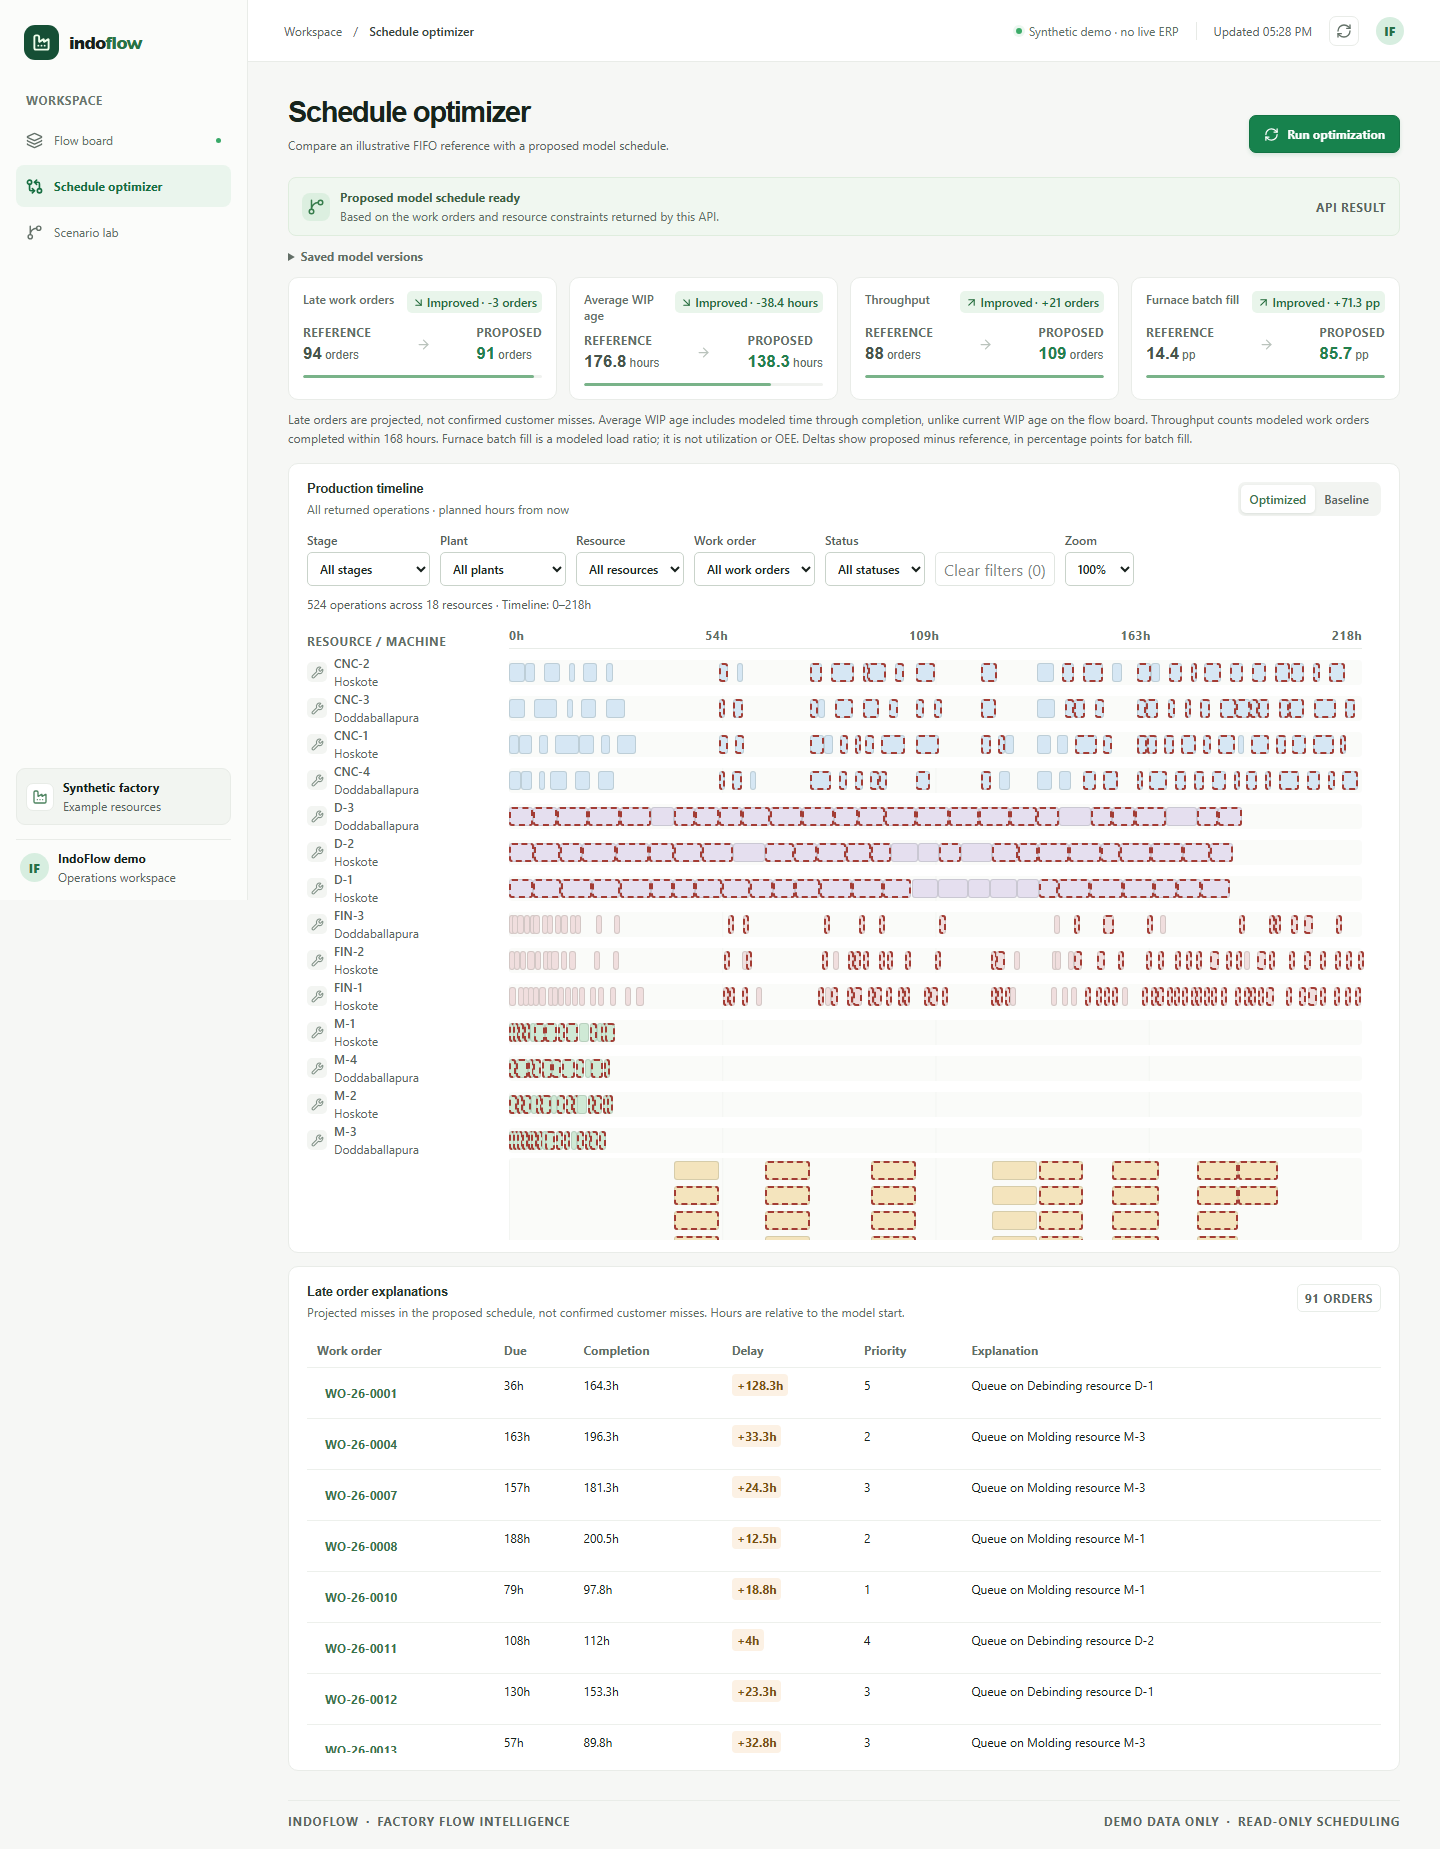 indoflow
WORKSPACE
Flow board
Schedule optimizer
Scenario lab
Synthetic factory
Example resources
IF
IndoFlow demo
Operations workspace
Workspace / Schedule optimizer
Synthetic demo · no live ERP
Updated 05:28 PM
IF
Schedule optimizer
Compare an illustrative FIFO reference with a proposed model schedule.
Run optimization
Proposed model schedule ready
Based on the work orders and resource constraints returned by this API.
API RESULT
Saved model versions
Late work orders
Improved · -3 orders
REFERENCE PROPOSED
94 orders 91 orders
Average WIP age
Improved · -38.4 hours
REFERENCE PROPOSED
176.8 hours 138.3 hours
Throughput
Improved · +21 orders
REFERENCE PROPOSED
88 orders 109 orders
Furnace batch fill
Improved · +71.3 pp
REFERENCE PROPOSED
14.4 pp 85.7 pp
Late orders are projected, not confirmed customer misses. Average WIP age includes modeled time through completion, unlike current WIP age on the flow board. Throughput counts modeled work orders
completed within 168 hours. Furnace batch fill is a modeled load ratio; it is not utilization or OEE. Deltas show proposed minus reference, in percentage points for batch fill.
Production timeline
All returned operations · planned hours from now
Optimized Baseline
Stage Plant Resource Work order Status Zoom
All stages All plants All resources All work orders All statuses Clear filters (0) 100%
524 operations across 18 resources · Timeline: 0–218h
RESOURCE / MACHINE 0h 54h 109h 163h 218h
CNC-2
Hoskote
CNC-3
Doddaballapura
CNC-1
Hoskote
CNC-4
Doddaballapura
D-3
Doddaballapura
D-2
Hoskote
D-1
Hoskote
FIN-3
Doddaballapura
FIN-2
Hoskote
FIN-1
Hoskote
M-1
Hoskote
M-4
Doddaballapura
M-2
Hoskote
M-3
Doddaballapura
Late order explanations
Projected misses in the proposed schedule, not confirmed customer misses. Hours are relative to the model start.
91 ORDERS
Work order Due Completion Delay Priority Explanation
WO-26-0001 36h 164.3h +128.3h 5 Queue on Debinding resource D-1
WO-26-0004 163h 196.3h +33.3h 2 Queue on Molding resource M-3
WO-26-0007 157h 181.3h +24.3h 3 Queue on Molding resource M-3
WO-26-0008 188h 200.5h +12.5h 2 Queue on Molding resource M-1
WO-26-0010 79h 97.8h +18.8h 1 Queue on Molding resource M-1
WO-26-0011 108h 112h +4h 4 Queue on Debinding resource D-2
WO-26-0012 130h 153.3h +23.3h 3 Queue on Debinding resource D-1
WO-26-0013 57h 89.8h +32.8h 3 Queue on Molding resource M-3
INDOFLOW · FACTORY FLOW INTELLIGENCE
DEMO DATA ONLY · READ-ONLY SCHEDULING